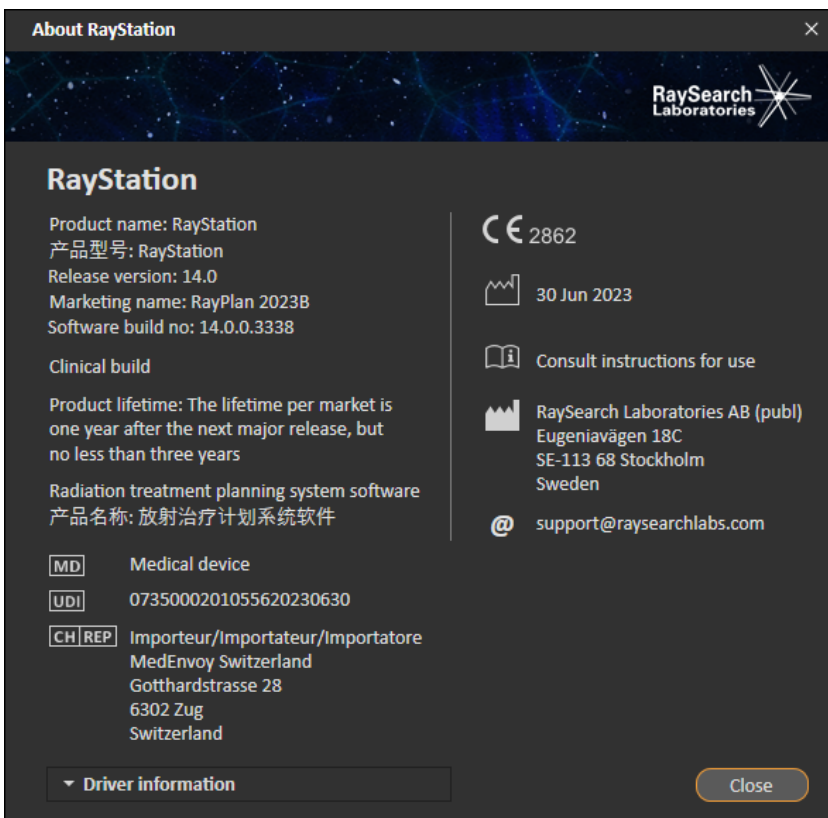 About RayStation
RaySearch
Laboratories
RayStation
Product name: RayStation
产品型号: RayStation
Release version: 14.0
Marketing name: RayPlan 2023B
Software build no: 14.0.0.3338
Clinical build
Product lifetime: The lifetime per market is
one year after the next major release, but
no less than three years
Radiation treatment planning system software
产品名称: 放射治疗计划系统软件
MD Medical device
UDI 0735000201055620230630
CH REP Importeur/Importateur/Importatore
MedEnvoy Switzerland
Gotthardstrasse 28
6302 Zug
Switzerland
CE 2862
30 Jun 2023
i Consult instructions for use
RaySearch Laboratories AB (publ)
Eugeniavägen 18C
SE-113 68 Stockholm
Sweden
@ support@raysearchlabs.com
Driver information
Close